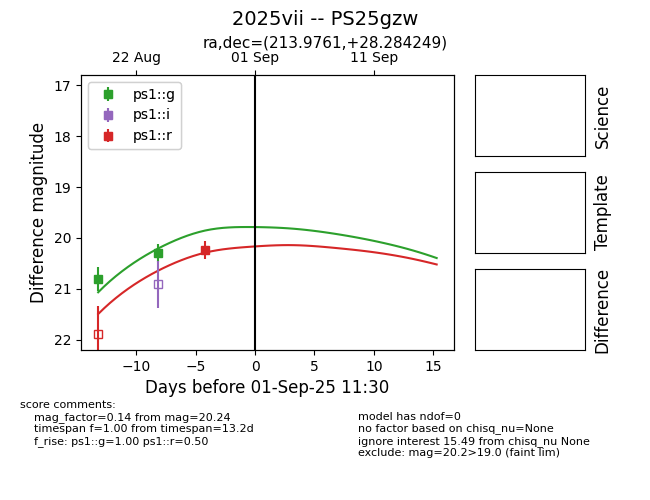 2025vii -- PS25gzw
ra,dec=(213.9761,+28.284249)
22 Aug 01 Sep 11 Sep
17
18
19
20
21
22
Difference magnitude
ps1::g
ps1::i
ps1::r
−10 −5 0 5 10 15
Days before 01-Sep-25 11:30
Science
Template
Difference
score comments:
mag_factor=0.14 from mag=20.24
timespan f=1.00 from timespan=13.2d
f_rise: ps1::g=1.00 ps1::r=0.50
model has ndof=0
no factor based on chisq_nu=None
ignore interest 15.49 from chisq_nu None
exclude: mag=20.2>19.0 (faint lim)